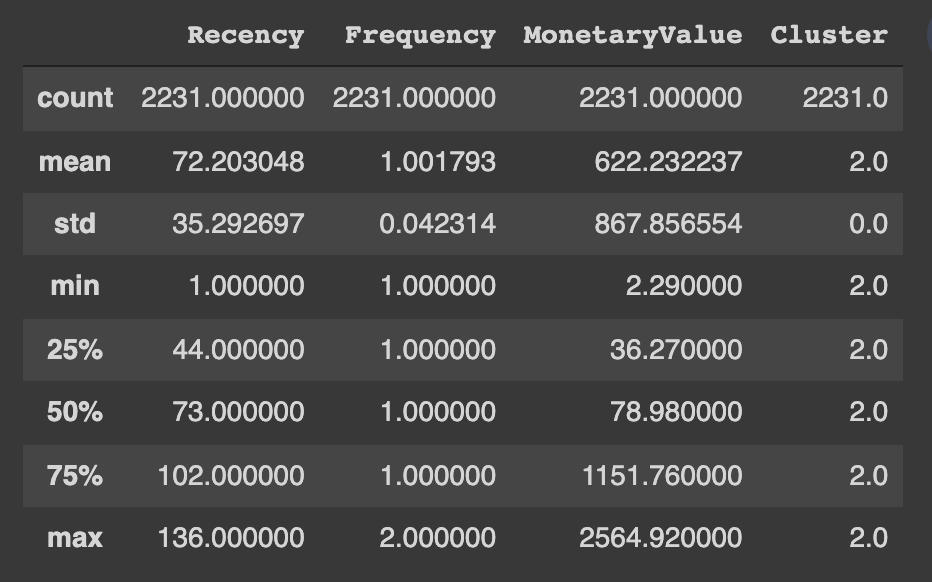 Recency Frequency MonetaryValue Cluster
count 2231.000000 2231.000000 2231.000000 2231.0
mean 72.203048 1.001793 622.232237 2.0
std 35.292697 0.042314 867.856554 0.0
min 1.000000 1.000000 2.290000 2.0
25% 44.000000 1.000000 36.270000 2.0
50% 73.000000 1.000000 78.980000 2.0
75% 102.000000 1.000000 1151.760000 2.0
max 136.000000 2.000000 2564.920000 2.0